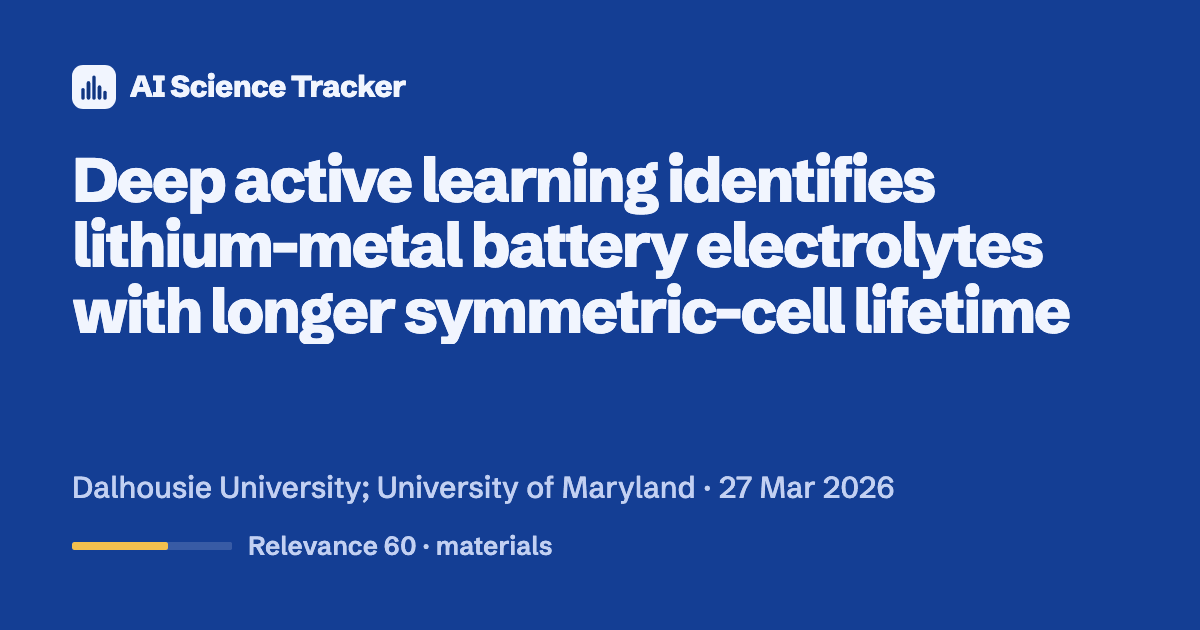 AI Science Tracker
Deep active learning identifies
lithium-metal battery electrolytes
with longer symmetric-cell lifetime
Dalhousie University; University of Maryland · 27 Mar 2026
Relevance 60 · materials